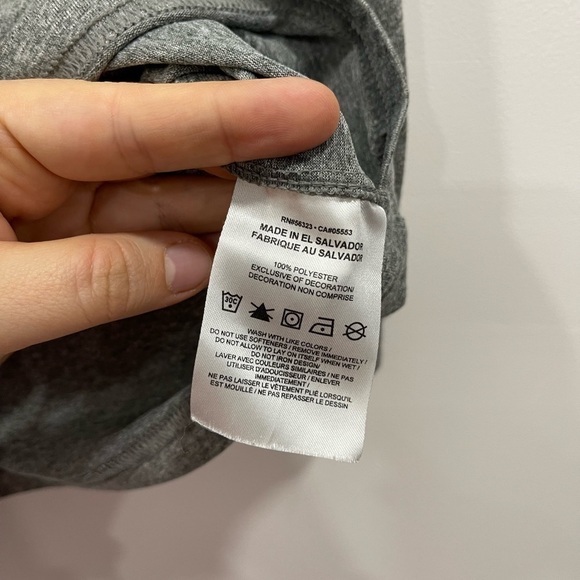 RN#56323 • CA#05553
MADE IN EL SALVADOR
FABRIQUE AU SALVADOR
100% POLYESTER
EXCLUSIVE OF DECORATION/
DECORATION NON COMPRISE
30C
WASH WITH LIKE COLORS /
DO NOT USE SOFTENERS / REMOVE IMMEDIATELY /
DO NOT ALLOW TO LAY ON ITSELF WHEN WET /
DO NOT IRON DESIGN/
LAVER AVEC COULEURS SIMILAIRES / NE PAS
UTILISER D'ADOUCISSEUR / ENLEVER
IMMEDIATEMENT /
NE PAS LAISSER LE VÊTEMENT PLIÉ LORSQU'IL
EST MOUILLÉ / NE PAS REPASSER LE DESSIN